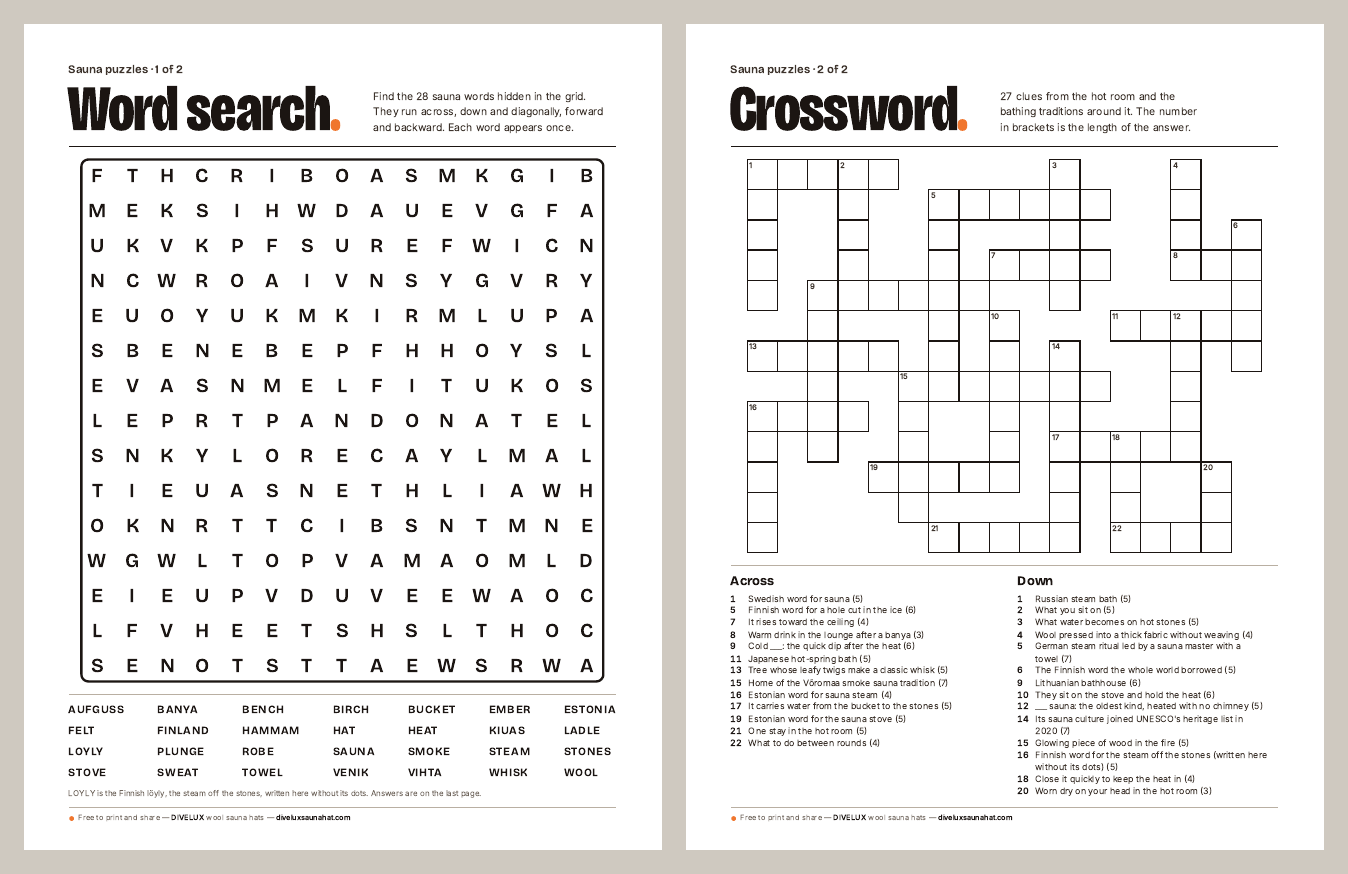 Sauna puzzles · 1 of 2
Word search.
Find the 28 sauna words hidden in the grid.
They run across, down and diagonally, forward
and backward. Each word appears once.
F T H C R I B O A S M K G I B
M E K S I H W D A U E V G F A
U K V K P F S U R E F W I C N
N C W R O A I V N S Y G V R Y
E U O Y U K M K I R M L U P A
S B E N E B E P F H H O Y S L
E V A S N M E L F I T U K O S
L E P R T P A N D O N A T E L
S N K Y L O R E C A Y L M A L
T I E U A S N E T H L I A W H
O K N R T T C I B S N T M N E
W G W L T O P V A M A O M L D
E I E U P V D U V E E W A O C
L F V H E E T S H S L T H O C
S E N O T S T T A E W S R W A
AUFGUSS BANYA BENCH BIRCH BUCKET EMBER ESTONIA
FELT FINLAND HAMMAM HAT HEAT KIUAS LADLE
LOYLY PLUNGE ROBE SAUNA SMOKE STEAM STONES
STOVE SWEAT TOWEL VENIK VIHTA WHISK WOOL
LOYLY is the Finnish löyly, the steam off the stones, written here without its dots. Answers are on the last page.
Free to print and share — DIVELUX wool sauna hats — diveluxsaunahat.com
Sauna puzzles · 2 of 2
Crossword.
27 clues from the hot room and the
bathing traditions around it. The number
in brackets is the length of the answer.
1 2 3 4
5
6
7 8
9
10 11 12
13 14
15
16
17 18
19 20
21 22
Across
1 Swedish word for sauna (5)
5 Finnish word for a hole cut in the ice (6)
7 It rises toward the ceiling (4)
8 Warm drink in the lounge after a banya (3)
9 Cold __: the quick dip after the heat (6)
11 Japanese hot-spring bath (5)
13 Tree whose leafy twigs make a classic whisk (5)
15 Home of the Võromaa smoke sauna tradition (7)
16 Estonian word for sauna steam (4)
17 It carries water from the bucket to the stones (5)
19 Estonian word for the sauna stove (5)
21 One stay in the hot room (5)
22 What to do between rounds (4)
Down
1 Russian steam bath (5)
2 What you sit on (5)
3 What water becomes on hot stones (5)
4 Wool pressed into a thick fabric without weaving (4)
5 German steam ritual led by a sauna master with a
towel (7)
6 The Finnish word the whole world borrowed (5)
9 Lithuanian bathhouse (6)
10 They sit on the stove and hold the heat (6)
12 __ sauna: the oldest kind, heated with no chimney (5)
14 Its sauna culture joined UNESCO's heritage list in
2020 (7)
15 Glowing piece of wood in the fire (5)
16 Finnish word for the steam off the stones (written here
without its dots) (5)
18 Close it quickly to keep the heat in (4)
20 Worn dry on your head in the hot room (3)
Free to print and share — DIVELUX wool sauna hats — diveluxsaunahat.com